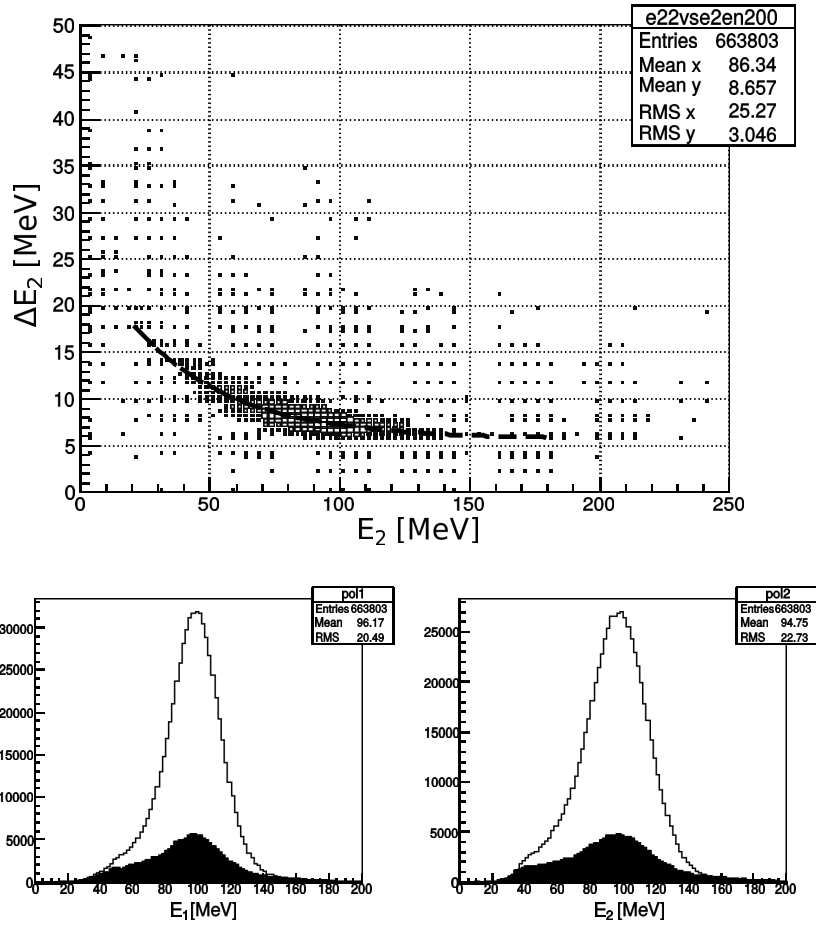 e22vse2en200
Entries 663803
Mean x 86.34
Mean y 8.657
RMS x 25.27
RMS y 3.046
50
45
40
35
30
25
20
15
10
5
0
ΔE2 [MeV]
0 50 100 150 200 250
E2 [MeV]
pol1
Entries 663803
Mean 96.17
RMS 20.49
30000
25000
20000
15000
10000
5000
0
0 20 40 60 80 100 120 140 160 180 200
E1[MeV]
pol2
Entries 663803
Mean 94.75
RMS 22.73
25000
20000
15000
10000
5000
0
0 20 40 60 80 100 120 140 160 180 200
E2 [MeV]